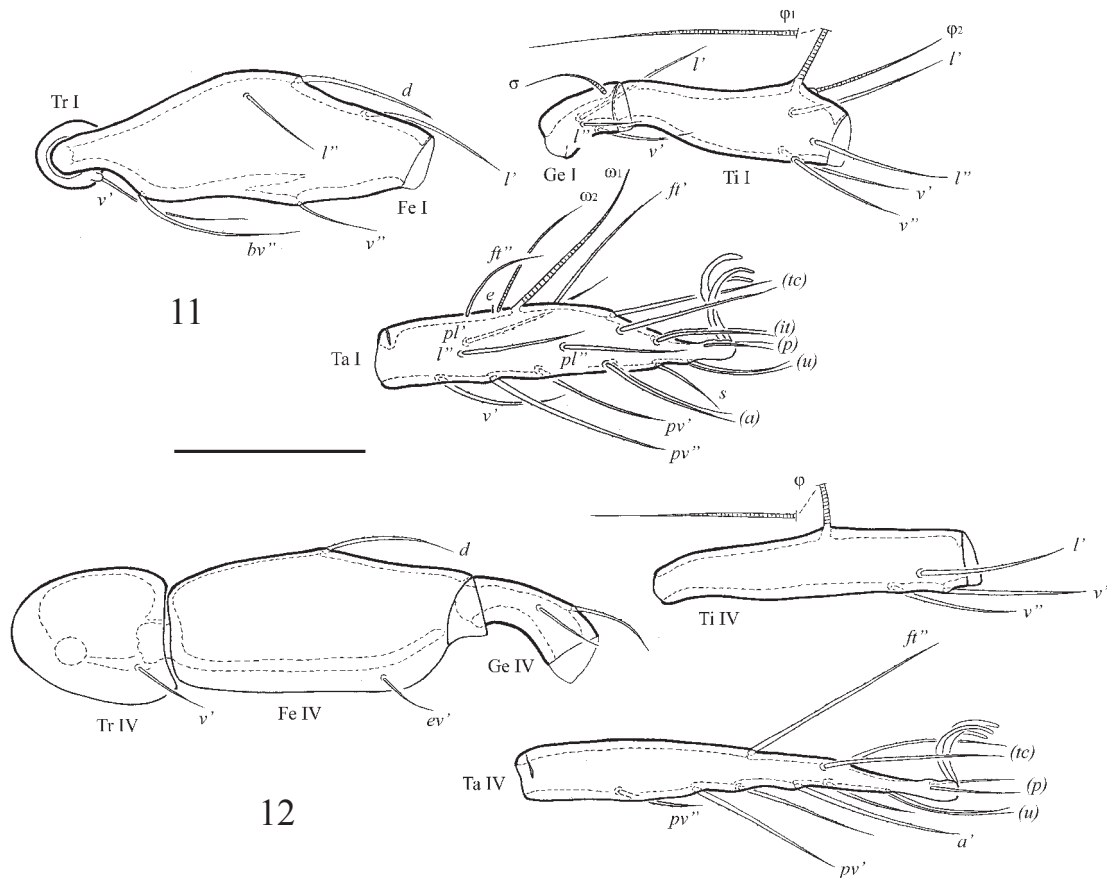 φ1
φ2
l'
l'
σ
d
Tr I
l"
l"
v'
l'
Ge I
Ti I
l"
v'
v"
Fe I
v'
v"
bv"
ω1
ω2
ft'
ft"
e
(tc)
11
pl'
(it)
(p)
l"
pl"
Ta I
(u)
s
v'
(a)
pv'
pv"
φ
d
l'
v'
v"
Ti IV
ft"
Ge IV
Tr IV
v'
Fe IV
ev'
(tc)
Ta IV
(p)
(u)
12
pv"
a'
pv'